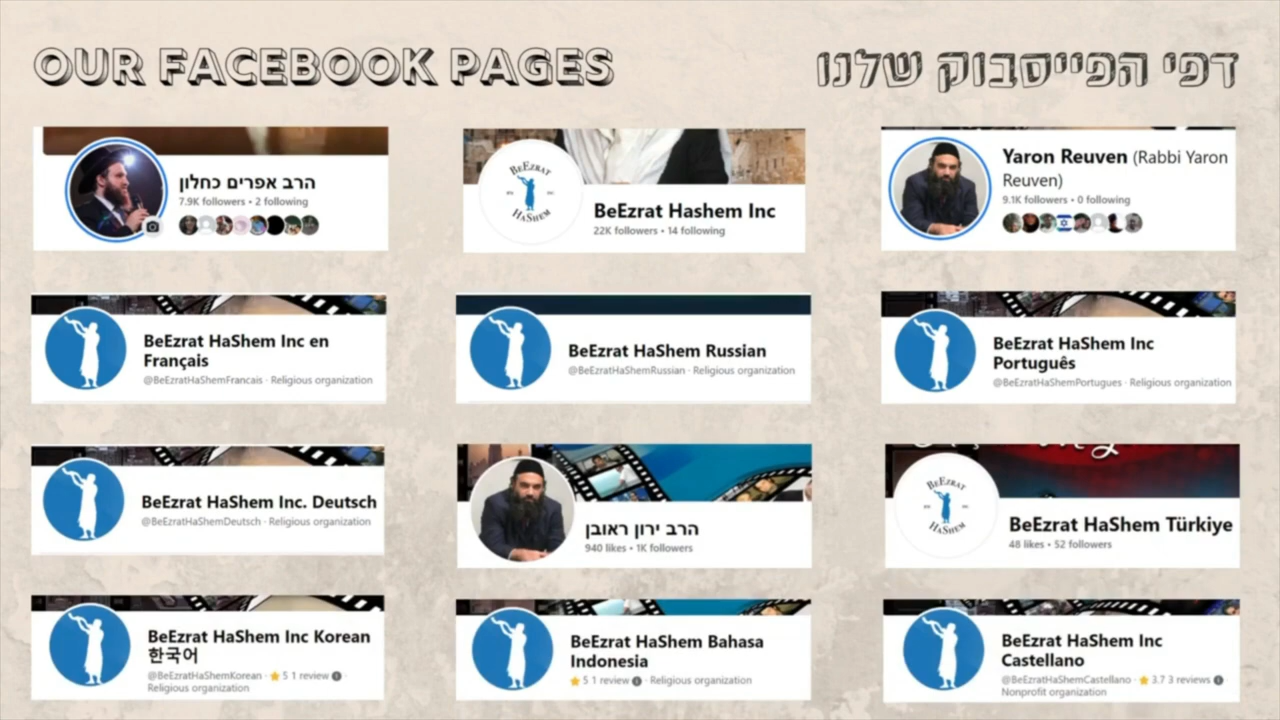 OUR FACEBOOK PAGES
דפי הפייסבוק שלנו
הרב אפרים כחלון
7.9K followers • 2 following
BeEzrat HaShem
BeEzrat Hashem Inc
22K followers • 14 following
Yaron Reuven (Rabbi Yaron
Reuven)
9.1K followers • 0 following
BeEzrat HaShem Inc en
Français
@BeEzratHaShemFrancais · Religious organization
BeEzrat HaShem Russian
@BeEzratHaShemRussian · Religious organization
BeEzrat HaShem Inc
Português
@BeEzratHaShemPortugues · Religious organization
BeEzrat HaShem Inc. Deutsch
@BeEzratHaShemDeutsch · Religious organization
הרב ירון ראובן
940 likes • 1K followers
BeEzrat HaShem
BeEzrat HaShem Türkiye
48 likes • 52 followers
BeEzrat HaShem Inc Korean
한국어
@BeEzratHaShemKorean · 5 1 review ·
Religious organization
BeEzrat HaShem Bahasa
Indonesia
5 1 review · Religious organization
BeEzrat HaShem Inc
Castellano
@BeEzratHaShemCastellano · 3.7 3 reviews
Nonprofit organization